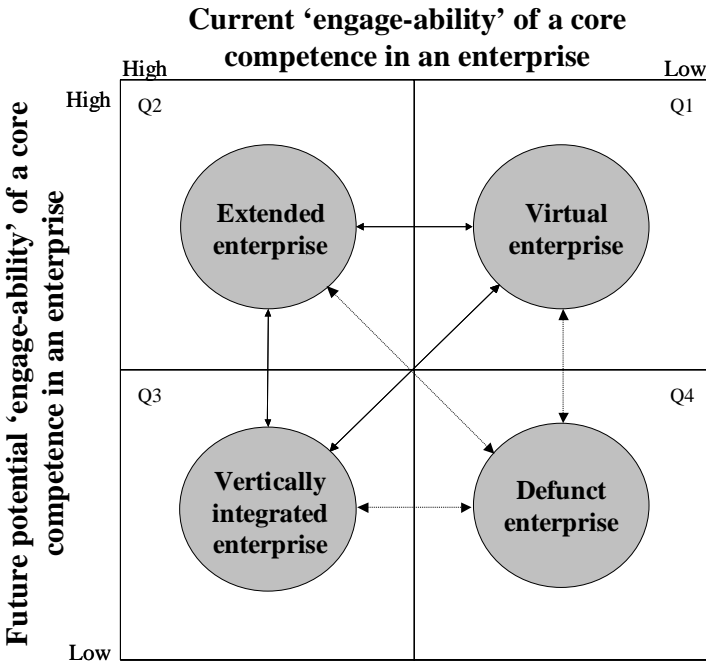 Current ‘engage-ability’ of a core
competence in an enterprise
High
Low
High
Q2
Q1
Future potential ‘engage-ability’ of a core
competence in an enterprise
Extended
enterprise
Virtual
enterprise
Q3
Q4
Vertically
integrated
enterprise
Defunct
enterprise
Low